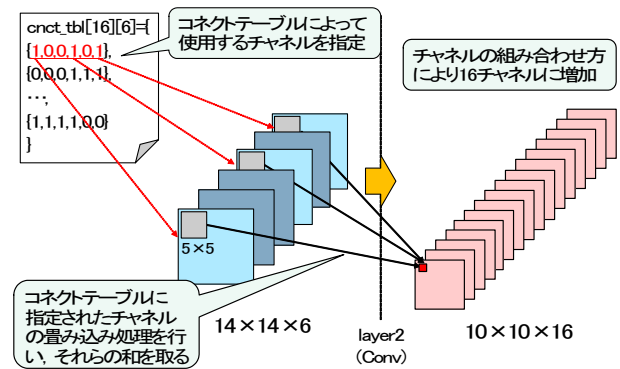 cnct_tbl[16][6]={
{1,0,0,1,0,1},
{0,0,0,1,1,1},
･･･,
{1,1,1,1,0,0}
}
コネクトテーブルによって
使用するチャネルを指定
チャネルの組み合わせ方
により16チャネルに増加
5×5
コネクトテーブルに
指定されたチャネル
の畳み込み処理を行
い，それらの和を取る
14×14×6
layer2
（Conv）
10×10×16